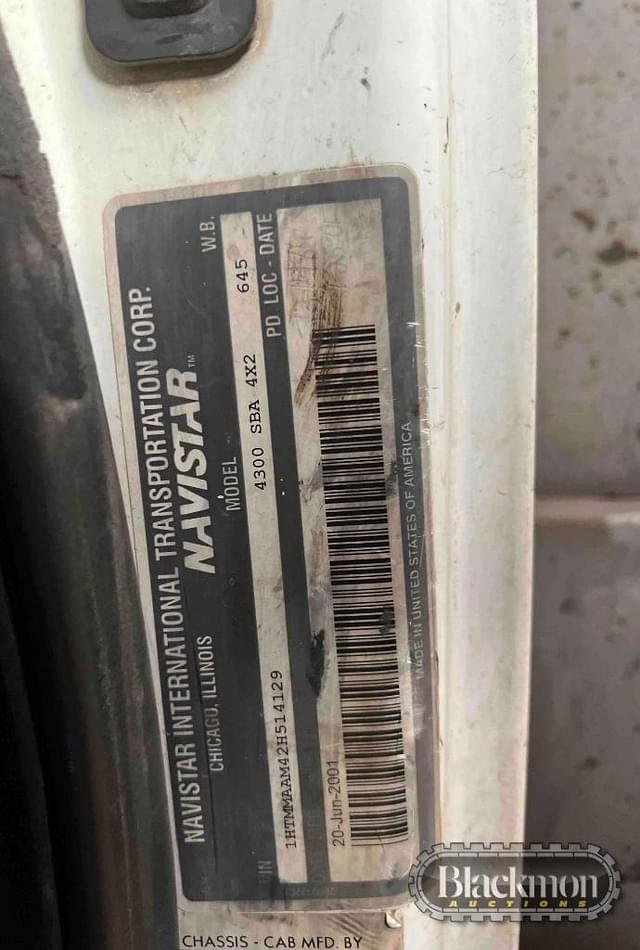 NAVISTAR INTERNATIONAL TRANSPORTATION CORP.
CHICAGO, ILLINOIS NAVISTAR™
MODEL W.B.
4300 SBA 4X2 645
1HTMMAAM42H514129
PD LOC - DATE
20-Jun-2001
MADE IN UNITED STATES OF AMERICA
CHASSIS - CAB MFD. BY
Blackmon
AUCTIONS